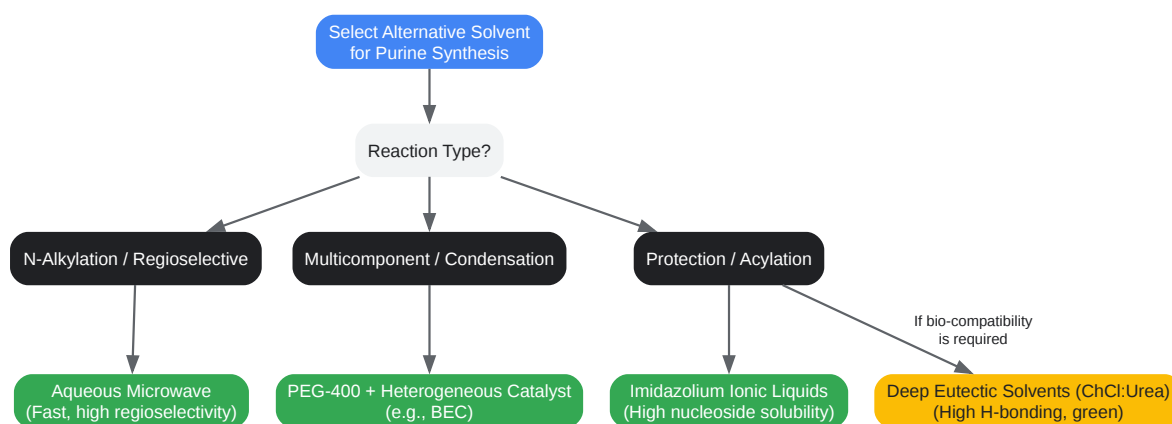 Select Alternative Solvent
for Purine Synthesis
Reaction Type?
N-Alkylation / Regioselective
Multicomponent / Condensation
Protection / Acylation
If bio-compatibility
is required
Aqueous Microwave
(Fast, high regioselectivity)
PEG-400 + Heterogeneous Catalyst
(e.g., BEC)
Imidazolium Ionic Liquids
(High nucleoside solubility)
Deep Eutectic Solvents (ChCl:Urea)
(High H-bonding, green)